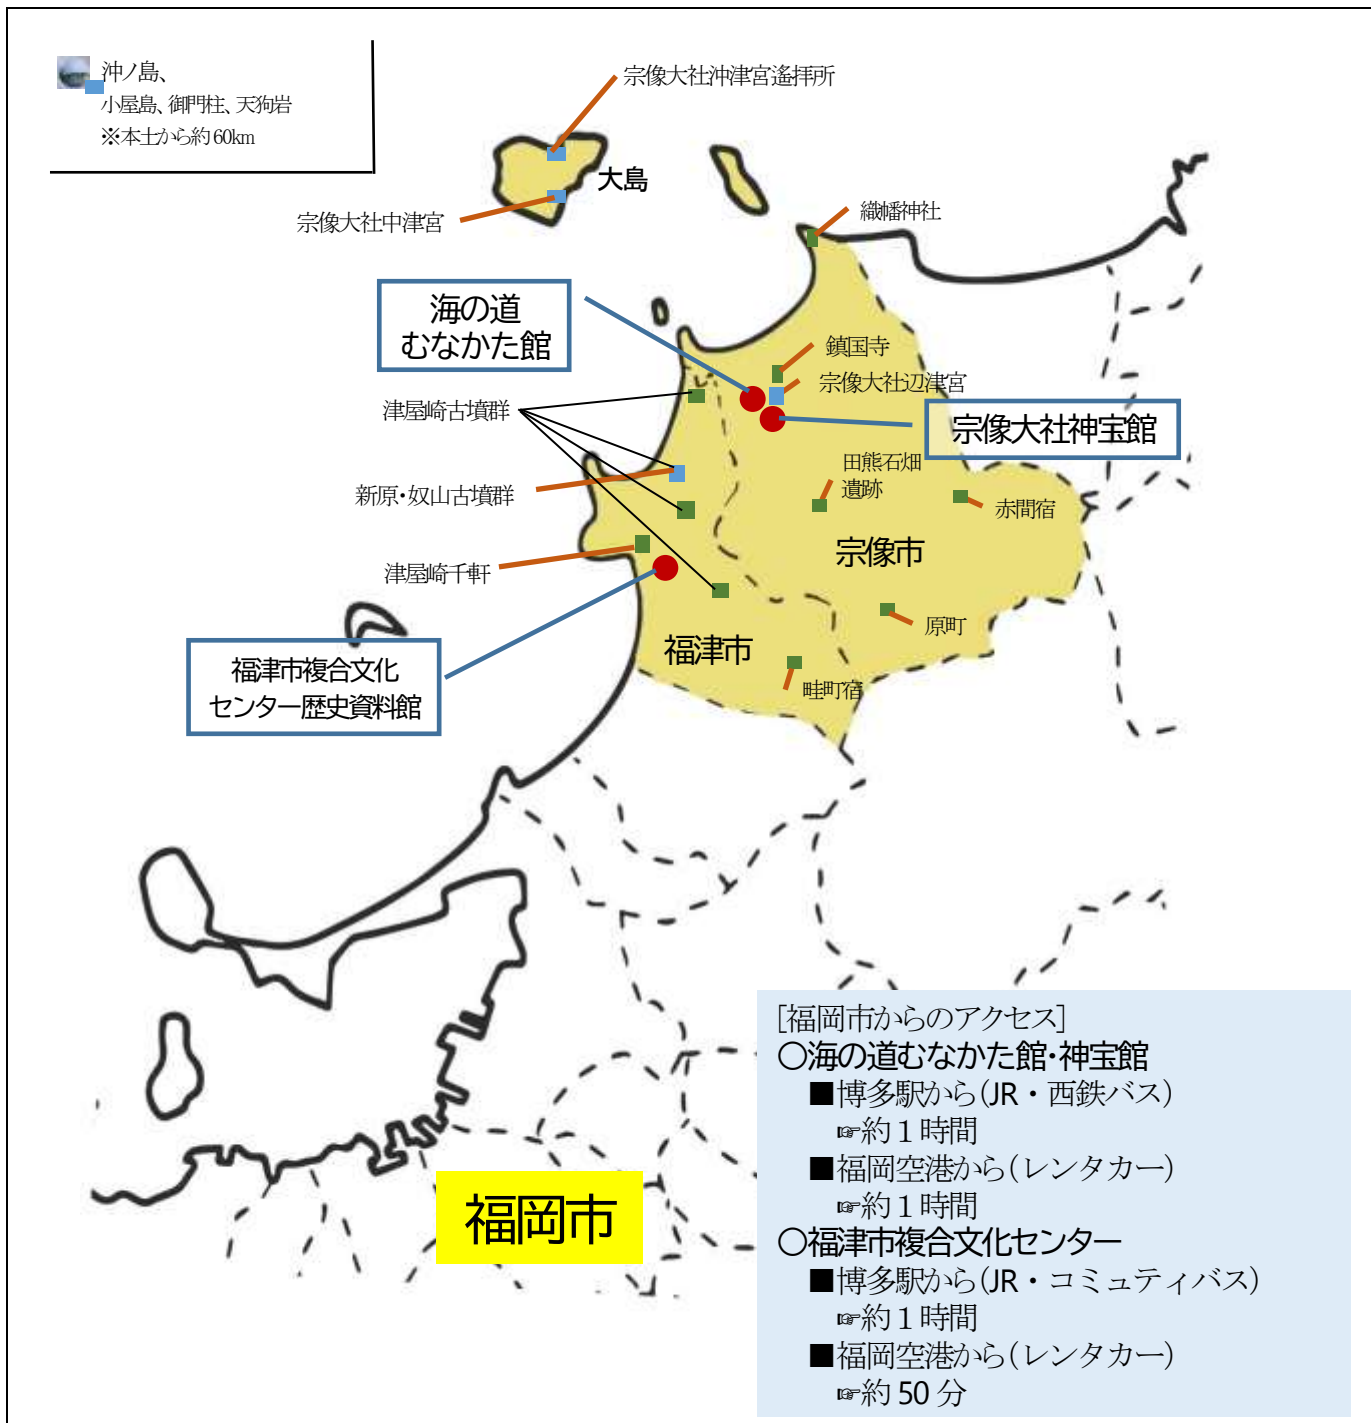 沖ノ島、
小屋島、御門柱、天狗岩
※本土から約60km
宗像大社沖津宮遙拝所
大島
宗像大社中津宮
織幡神社
海の道
むなかた館
鎮国寺
宗像大社辺津宮
津屋崎古墳群
宗像大社神宝館
田熊石畑
遺跡
新原・奴山古墳群
赤間宿
宗像市
津屋崎千軒
原町
福津市
福津市複合文化
センター歴史資料館
畦町宿
[福岡市からのアクセス]
○海の道むなかた館・神宝館
■博多駅から(JR・西鉄バス)
☞約1時間
■福岡空港から(レンタカー)
☞約1時間
○福津市複合文化センター
■博多駅から(JR・コミュティバス)
☞約1時間
■福岡空港から(レンタカー)
☞約50分
福岡市